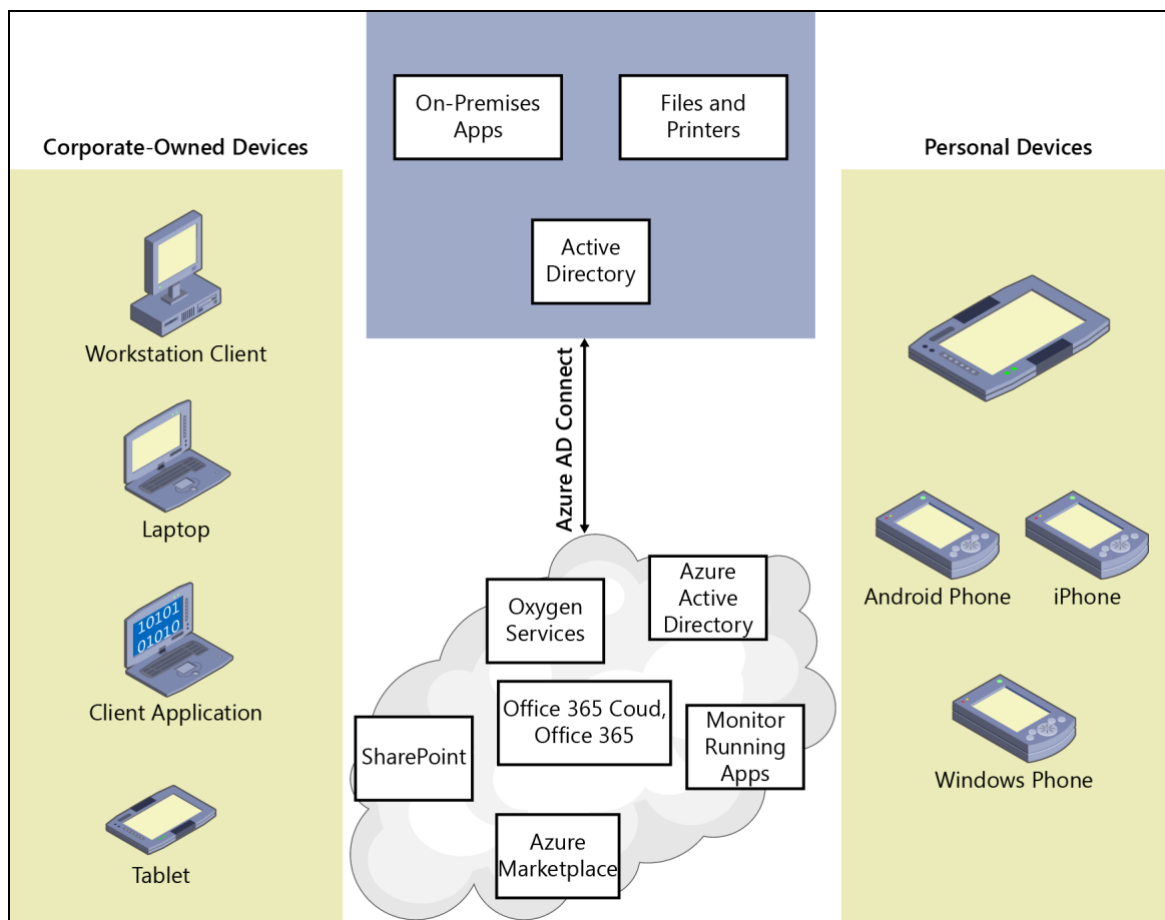 Corporate-Owned Devices
Workstation Client
Laptop
10101
01010
Client Application
Tablet
On-Premises
Apps
Files and
Printers
Active
Directory
Azure AD Connect
Azure
Active
Directory
Oxygen
Services
Office 365 Coud,
Office 365
SharePoint
Monitor
Running
Apps
Azure
Marketplace
Personal Devices
Android Phone
iPhone
Windows Phone